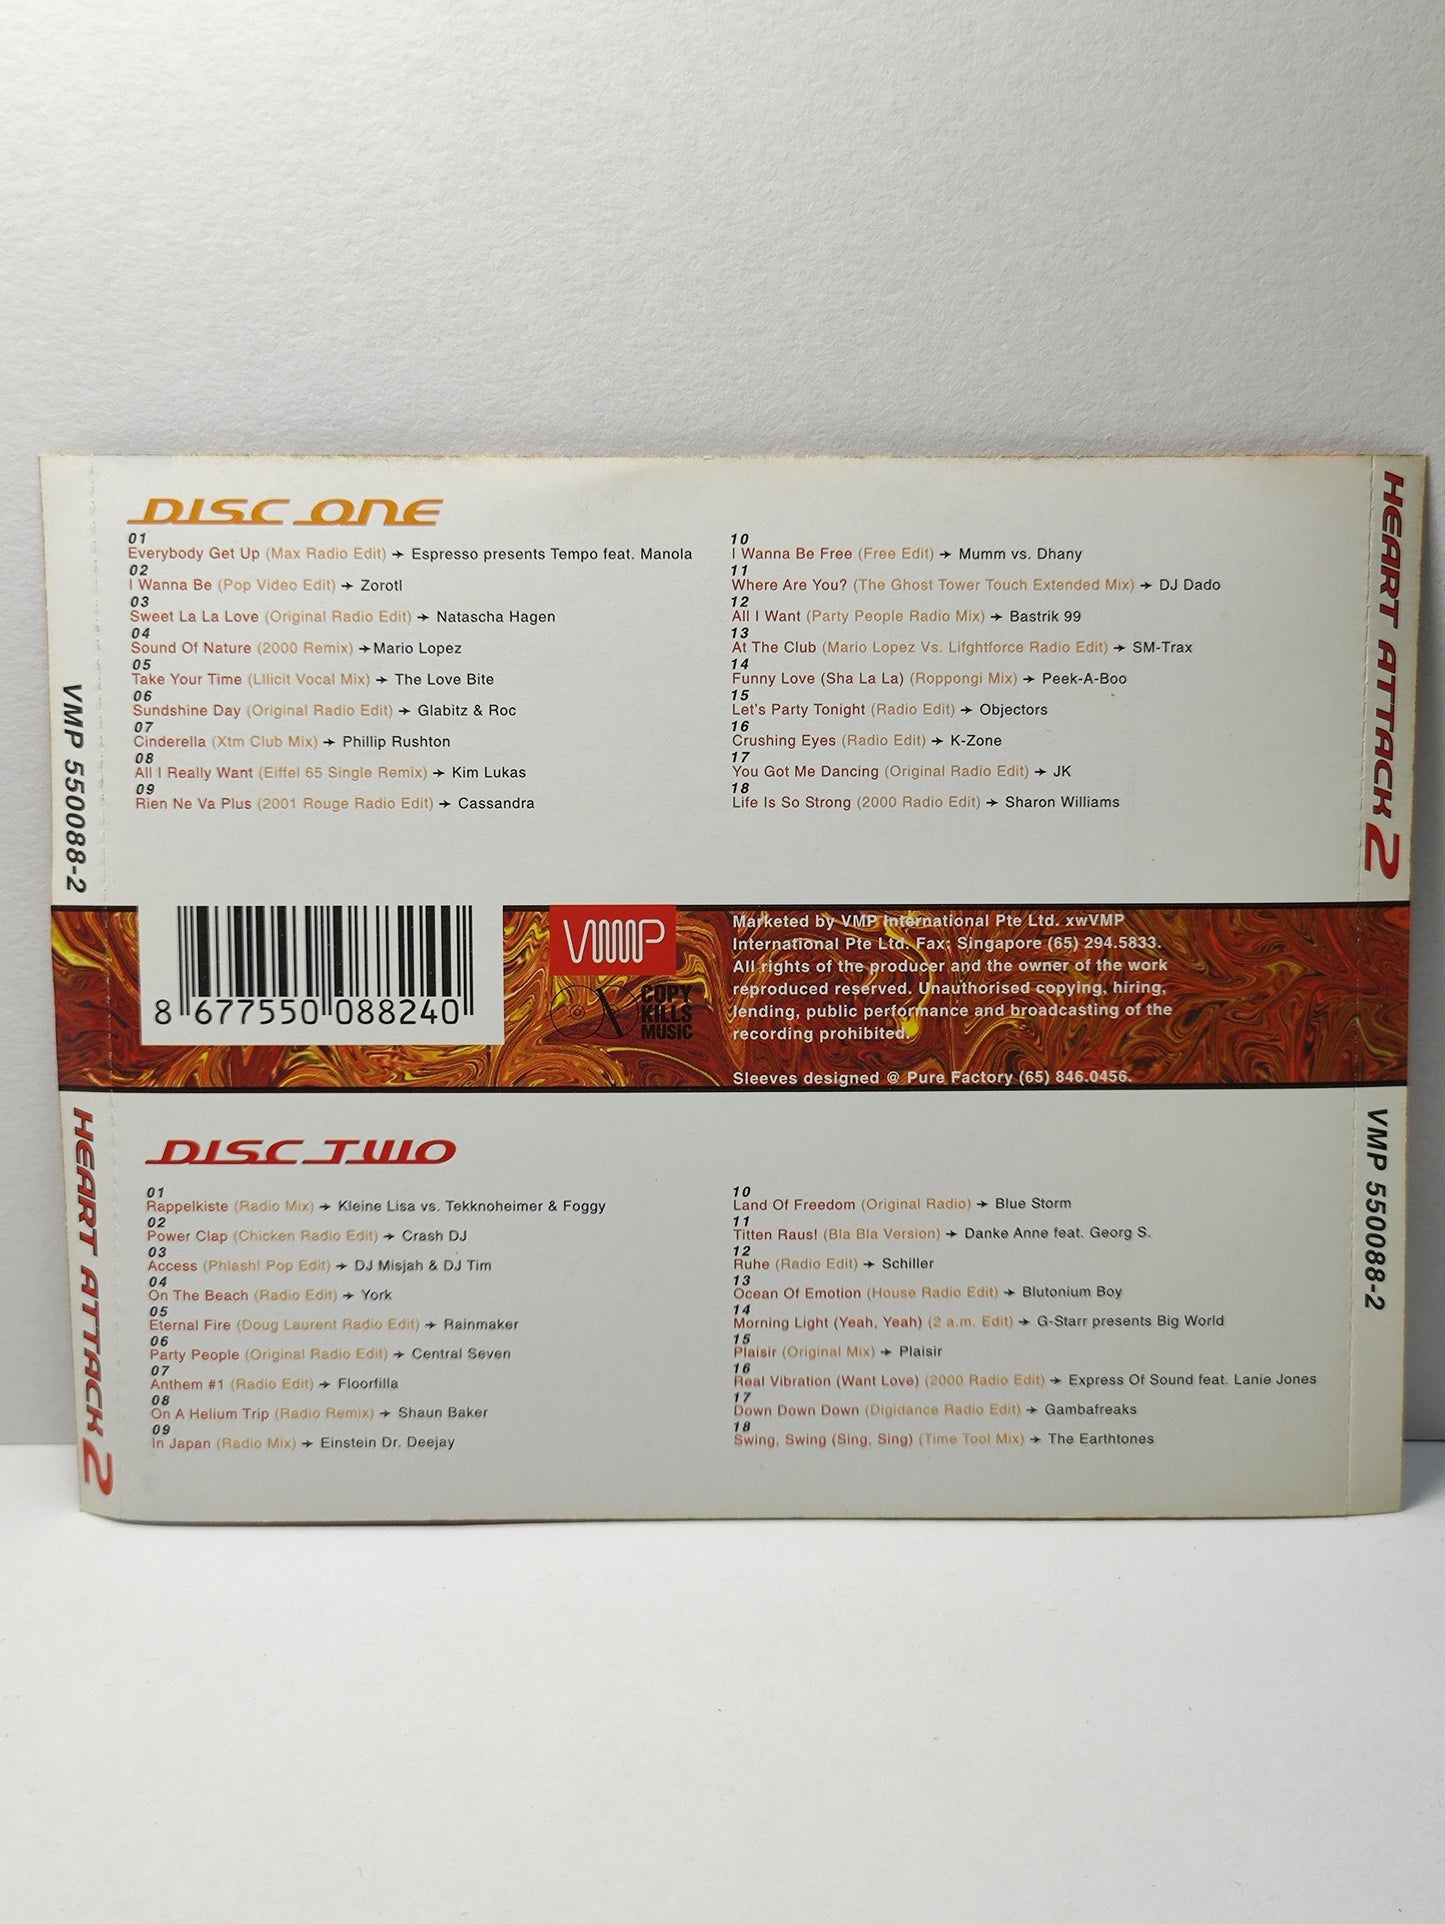 DISC ONE
01
Everybody Get Up (Max Radio Edit) → Espresso presents Tempo feat. Manola
02
I Wanna Be (Pop Video Edit) → Zorotl
03
Sweet La La Love (Original Radio Edit) → Natascha Hagen
04
Sound Of Nature (2000 Remix) → Mario Lopez
05
Take Your Time (Lllicit Vocal Mix) → The Love Bite
06
Sundshine Day (Original Radio Edit) → Glabitz & Roc
07
Cinderella (Xtm Club Mix) → Phillip Rushton
08
All I Really Want (Eiffel 65 Single Remix) → Kim Lukas
09
Rien Ne Va Plus (2001 Rouge Radio Edit) → Cassandra
10
I Wanna Be Free (Free Edit) → Mumm vs. Dhany
11
Where Are You? (The Ghost Tower Touch Extended Mix) → DJ Dado
12
All I Want (Party People Radio Mix) → Bastrik 99
13
At The Club (Mario Lopez Vs. Lifghtforce Radio Edit) → SM-Trax
14
Funny Love (Sha La La) (Roppongi Mix) → Peek-A-Boo
15
Let's Party Tonight (Radio Edit) → Objectors
16
Crushing Eyes (Radio Edit) → K-Zone
17
You Got Me Dancing (Original Radio Edit) → JK
18
Life Is So Strong (2000 Radio Edit) → Sharon Williams
VMP 550088-2
HEART ATTACK 2
8 677550 088240
VMP
COPY
KILLS
MUSIC
Marketed by VMP International Pte Ltd. xwVMP
International Pte Ltd. Fax: Singapore (65) 294.5833.
All rights of the producer and the owner of the work
reproduced reserved. Unauthorised copying, hiring,
lending, public performance and broadcasting of the
recording prohibited.
Sleeves designed @ Pure Factory (65) 846.0456.
DISC TWO
01
Rappelkiste (Radio Mix) → Kleine Lisa vs. Tekknoheimer & Foggy
02
Power Clap (Chicken Radio Edit) → Crash DJ
03
Access (Phlash! Pop Edit) → DJ Misjah & DJ Tim
04
On The Beach (Radio Edit) → York
05
Eternal Fire (Doug Laurent Radio Edit) → Rainmaker
06
Party People (Original Radio Edit) → Central Seven
07
Anthem #1 (Radio Edit) → Floorfilla
08
On A Helium Trip (Radio Remix) → Shaun Baker
09
In Japan (Radio Mix) → Einstein Dr. Deejay
10
Land Of Freedom (Original Radio) → Blue Storm
11
Titten Raus! (Bla Bla Version) → Danke Anne feat. Georg S.
12
Ruhe (Radio Edit) → Schiller
13
Ocean Of Emotion (House Radio Edit) → Blutonium Boy
14
Morning Light (Yeah, Yeah) (2 a.m. Edit) → G-Starr presents Big World
15
Plaisir (Original Mix) → Plaisir
16
Real Vibration (Want Love) (2000 Radio Edit) → Express Of Sound feat. Lanie Jones
17
Down Down Down (Digidance Radio Edit) → Gambafreaks
18
Swing, Swing (Sing, Sing) (Time Tool Mix) → The Earthtones
HEART ATTACK 2
VMP 550088-2